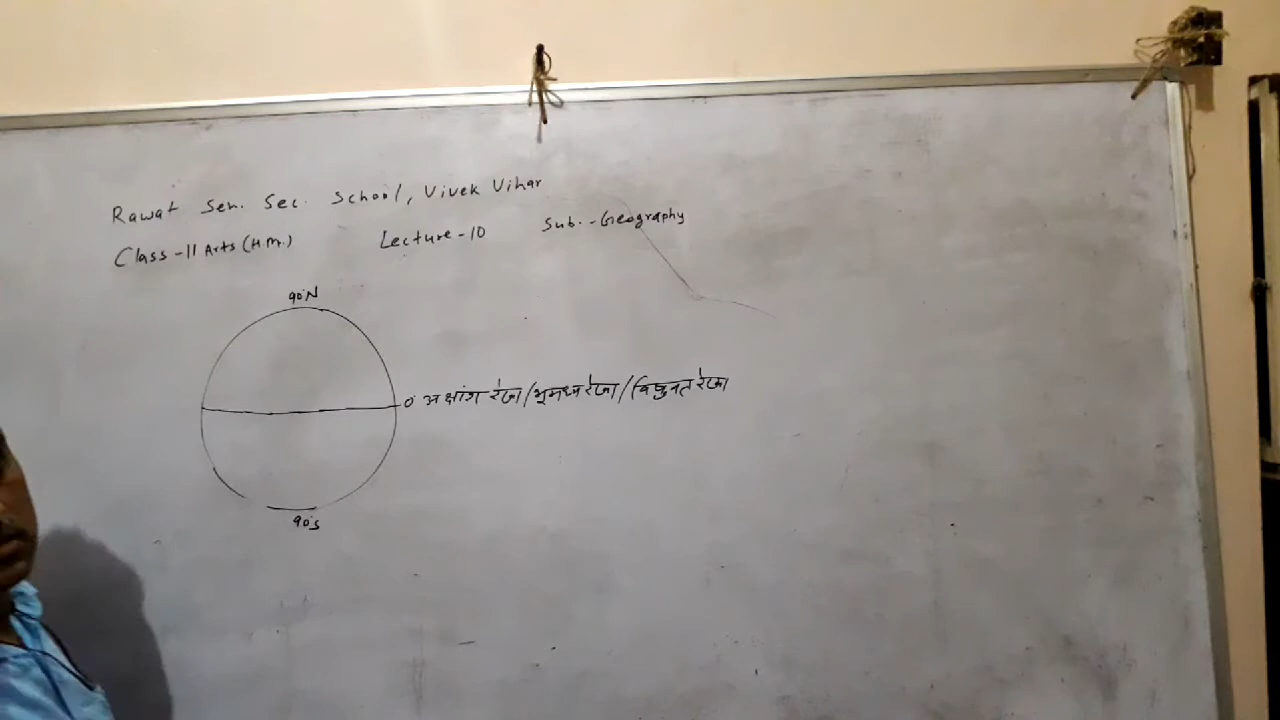 Rawat Sen. Sec. School, Vivek Vihar
Class-11 Arts (H.M.) Lecture-10 Sub.-Geography
90°N
0° अक्षांश रेखा/भूमध्य रेखा/विषुवत रेखा
90°S